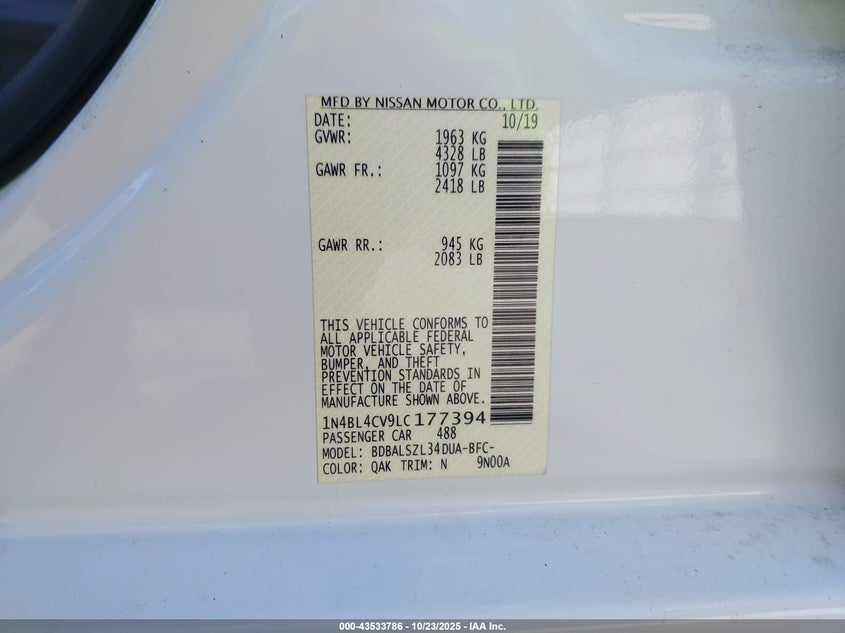 MFD BY NISSAN MOTOR CO., LTD.
DATE: 10/19
GVWR: 1963 KG
4328 LB
GAWR FR.: 1097 KG
2418 LB
GAWR RR.: 945 KG
2083 LB
THIS VEHICLE CONFORMS TO
ALL APPLICABLE FEDERAL
MOTOR VEHICLE SAFETY,
BUMPER, AND THEFT
PREVENTION STANDARDS IN
EFFECT ON THE DATE OF
MANUFACTURE SHOWN ABOVE.
1N4BL4CV9LC177394
PASSENGER CAR 488
MODEL: BDBALSZL34DUA-BFC-
COLOR: QAK TRIM: N 9N00A
000-43533786 - 10/23/2025 - IAA Inc.